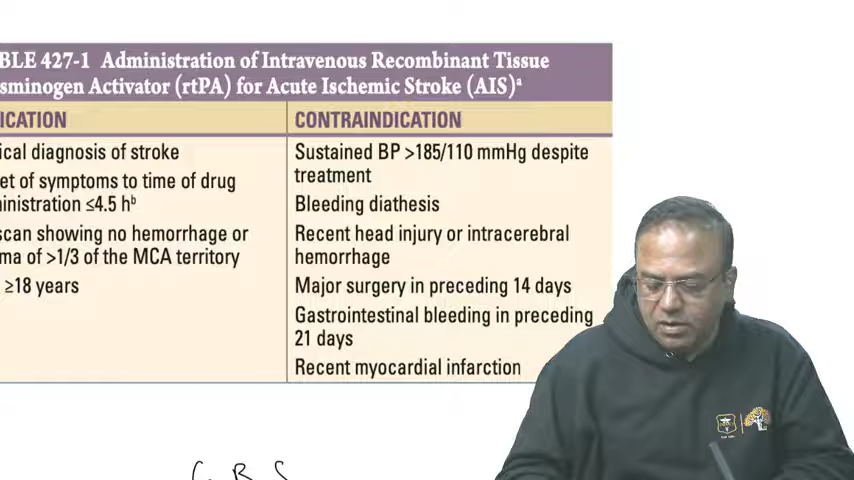 BLE 427-1 Administration of Intravenous Recombinant Tissue
sminogen Activator (rtPA) for Acute Ischemic Stroke (AIS)a
ICATION
ical diagnosis of stroke
et of symptoms to time of drug
ministration ≤4.5 hb
scan showing no hemorrhage or
ma of >1/3 of the MCA territory
≥18 years
CONTRAINDICATION
Sustained BP >185/110 mmHg despite
treatment
Bleeding diathesis
Recent head injury or intracerebral
hemorrhage
Major surgery in preceding 14 days
Gastrointestinal bleeding in preceding
21 days
Recent myocardial infarction